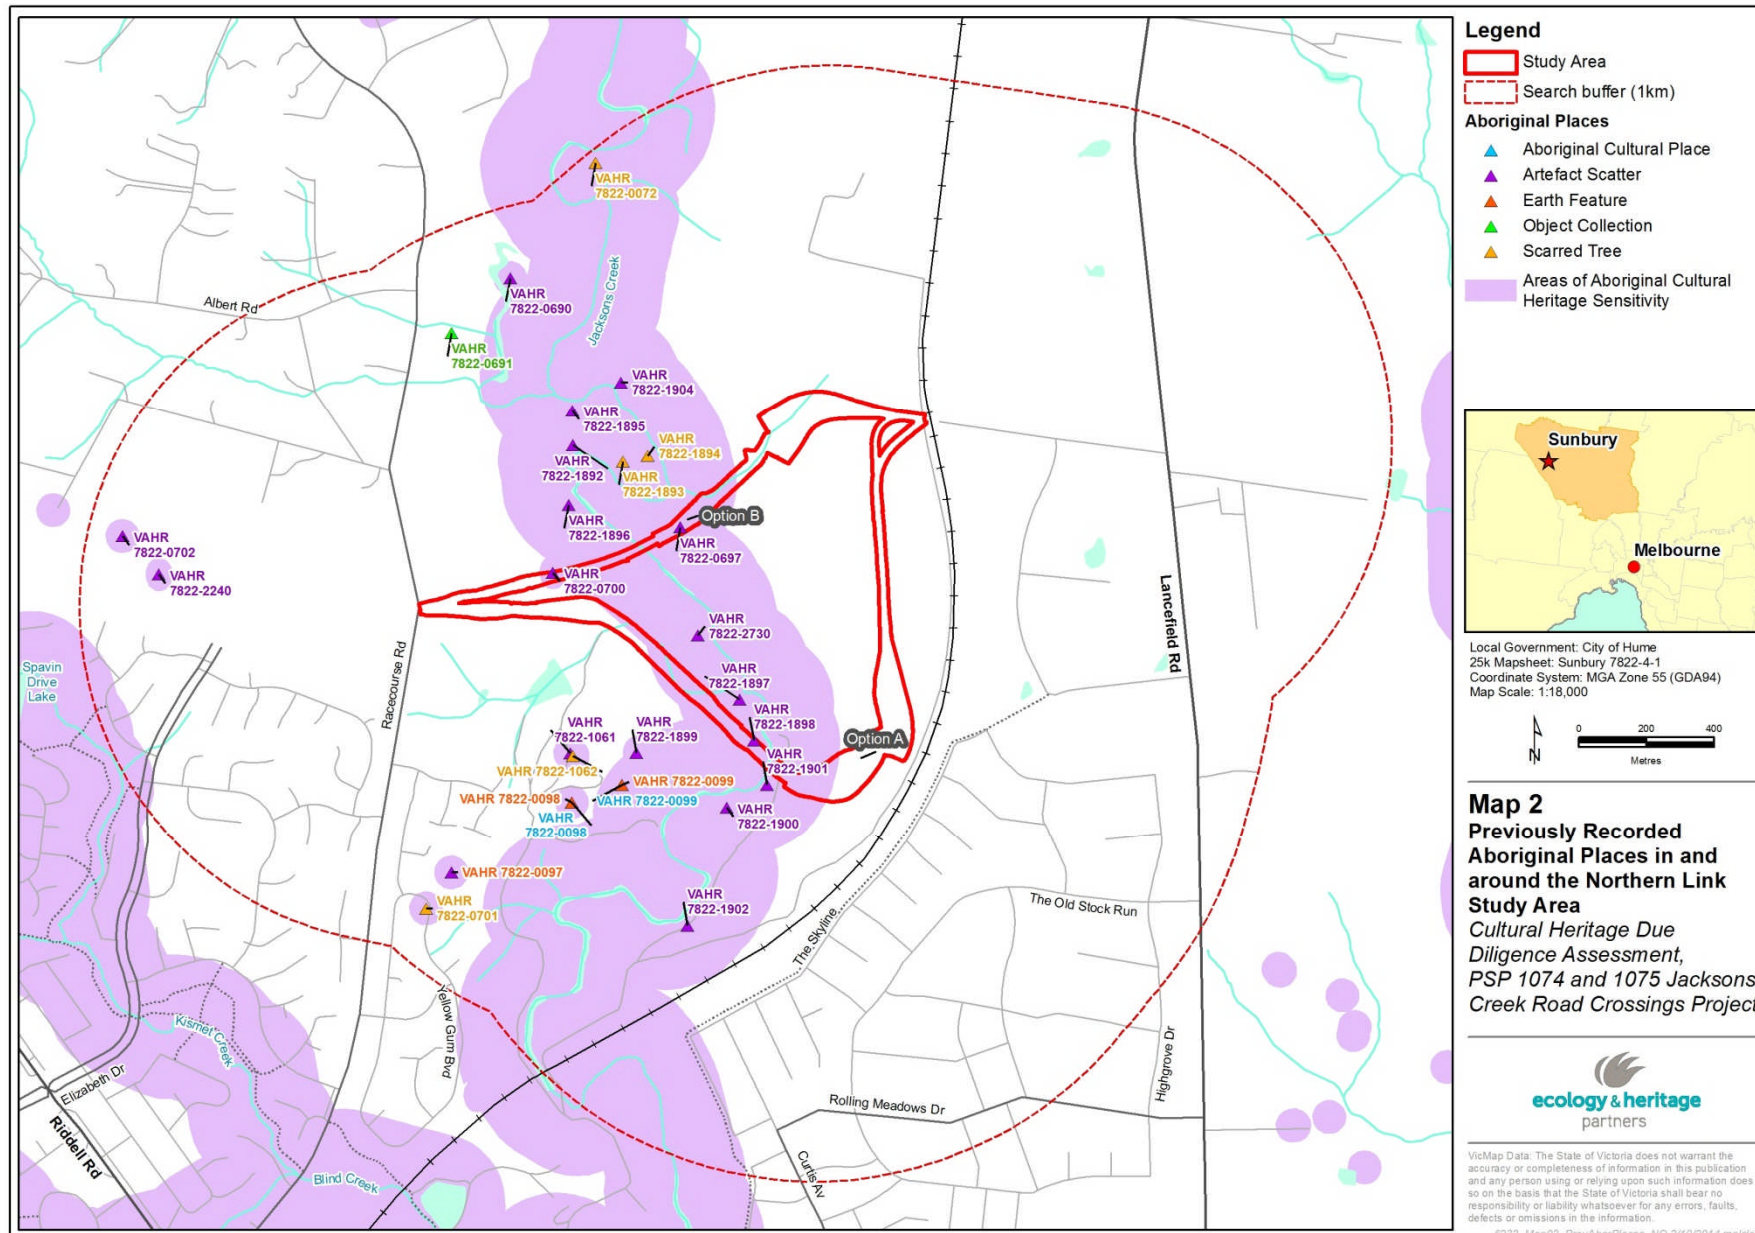 VAHR
7822-0072
VAHR
7822-0690
Jacksons Creek
Albert Rd
VAHR
7822-0691
VAHR
7822-1904
VAHR
7822-1895
VAHR
7822-1894
VAHR
7822-1892
VAHR
7822-1893
VAHR
7822-1896
Option B
VAHR
7822-0697
VAHR
7822-0702
VAHR
7822-2240
VAHR
7822-0700
Lancefield Rd
VAHR
7822-2730
Racecourse Rd
Spavin
Drive
Lake
VAHR
7822-1897
VAHR
7822-1898
VAHR
7822-1061
VAHR
7822-1899
Option A
VAHR
7822-1901
VAHR 7822-1062
VAHR 7822-0099
VAHR 7822-0098
VAHR 7822-0099
VAHR
7822-0098
VAHR
7822-1900
VAHR 7822-0097
VAHR
7822-0701
VAHR
7822-1902
The Old Stock Run
The Skyline
Yellow Gum Bvd
Kismet Creek
Elizabeth Dr
Riddell Rd
Blind Creek
Highgrove Dr
Rolling Meadows Dr
Curtis Av
Legend
Study Area
Search buffer (1km)
Aboriginal Places
Aboriginal Cultural Place
Artefact Scatter
Earth Feature
Object Collection
Scarred Tree
Areas of Aboriginal Cultural
Heritage Sensitivity
Sunbury
Melbourne
Local Government: City of Hume
25k Mapsheet: Sunbury 7822-4-1
Coordinate System: MGA Zone 55 (GDA94)
Map Scale: 1:18,000
N
0 200 400
Metres
Map 2
Previously Recorded
Aboriginal Places in and
around the Northern Link
Study Area
Cultural Heritage Due
Diligence Assessment,
PSP 1074 and 1075 Jacksons
Creek Road Crossings Project
ecology & heritage
partners
VicMap Data: The State of Victoria does not warrant the
accuracy or completeness of information in this publication
and any person using or relying upon such information does
so on the basis that the State of Victoria shall bear no
responsibility or liability whatsoever for any errors, faults,
defects or omissions in the information.